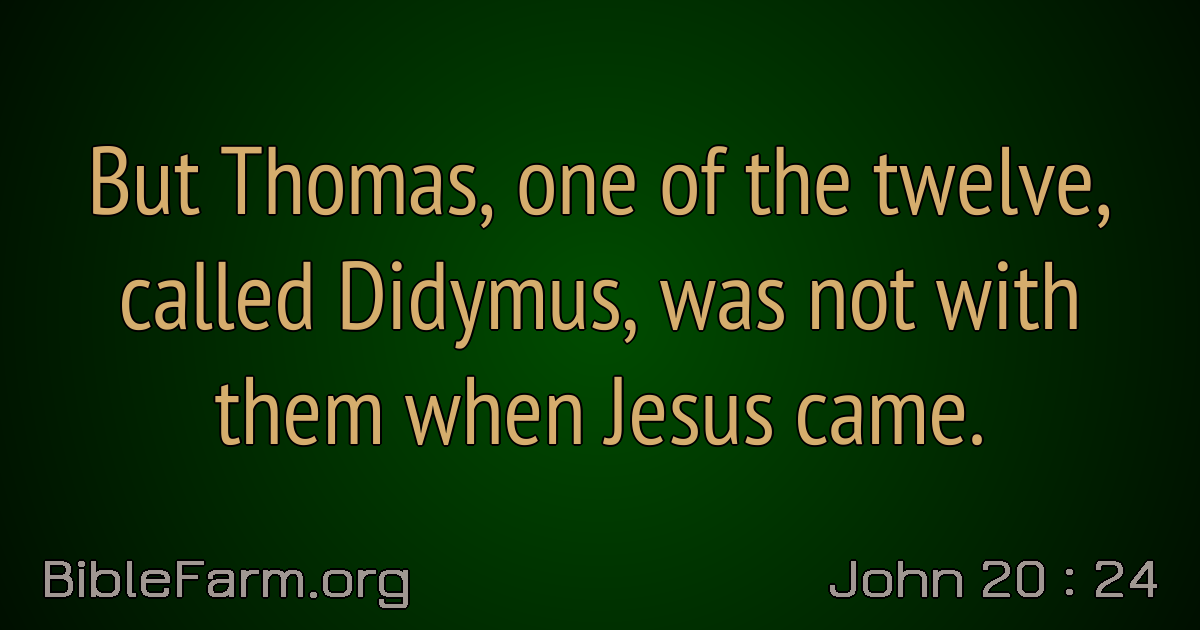 But Thomas, one of the twelve,
called Didymus, was not with
them when Jesus came.
BibleFarm.org
John 20 : 24